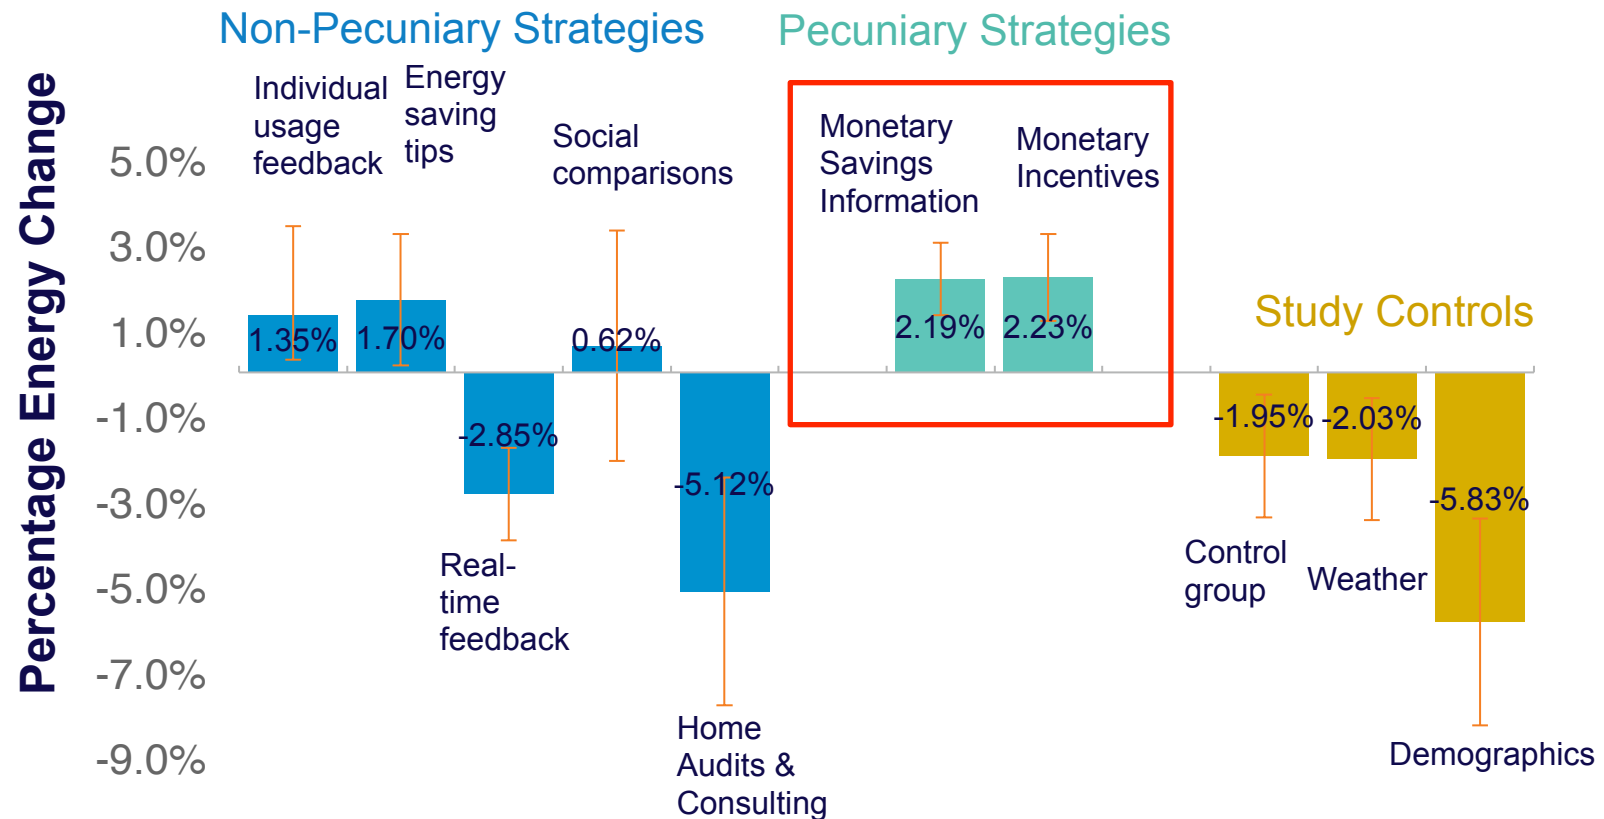 Non-Pecuniary Strategies
Pecuniary Strategies
Study Controls
Percentage Energy Change
5.0%
3.0%
1.0%
-1.0%
-3.0%
-5.0%
-7.0%
-9.0%
Individual
usage
feedback
Energy
saving
tips
Social
comparisons
Monetary
Savings
Information
Monetary
Incentives
1.35%
1.70%
-2.85%
0.62%
-5.12%
2.19%
2.23%
-1.95%
-2.03%
-5.83%
Real-
time
feedback
Home
Audits &
Consulting
Control
group
Weather
Demographics